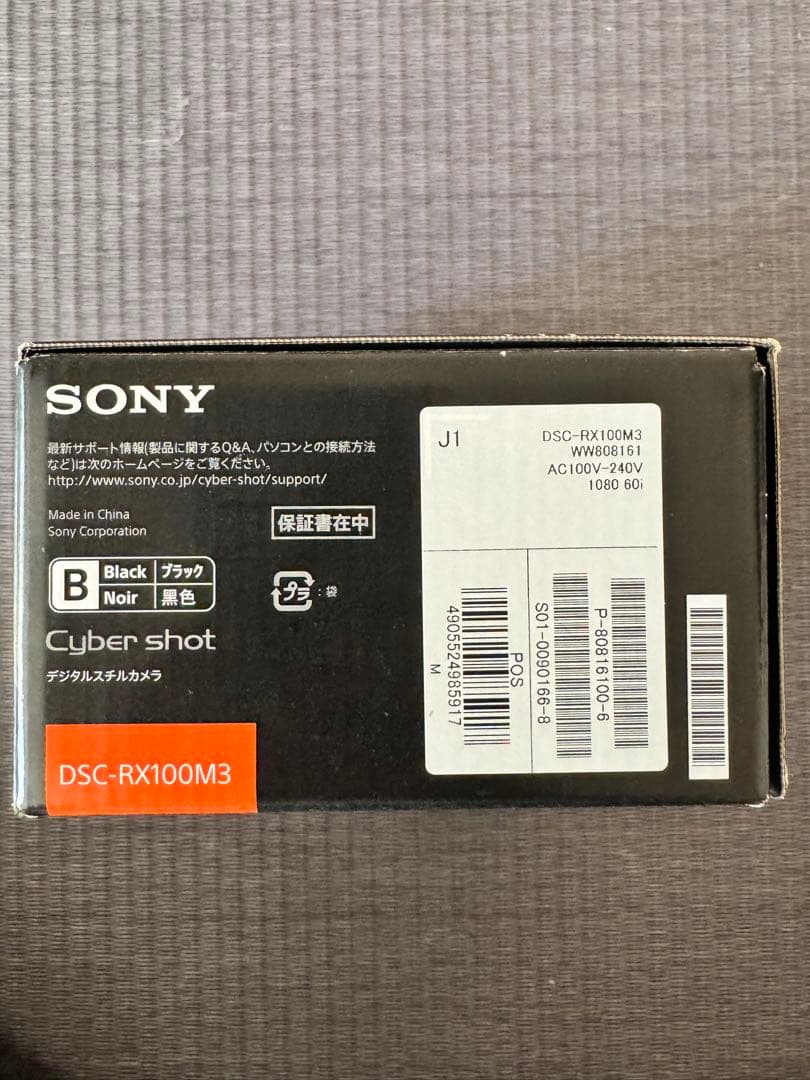 SONY
最新サポート情報(製品に関するQ&A、パソコンとの接続方法
など)は次のホームページをご覧ください。
http://www.sony.co.jp/cyber-shot/support/
Made in China
Sony Corporation
保証書在中
B
Black ブラック
Noir 黒色
プラ : 袋
Cyber shot
デジタルスチルカメラ
DSC-RX100M3
J1
DSC-RX100M3
WW808161
AC100V-240V
1080 60i
POS
4905524985917
M
S01-0090166-8
P-80816100-6